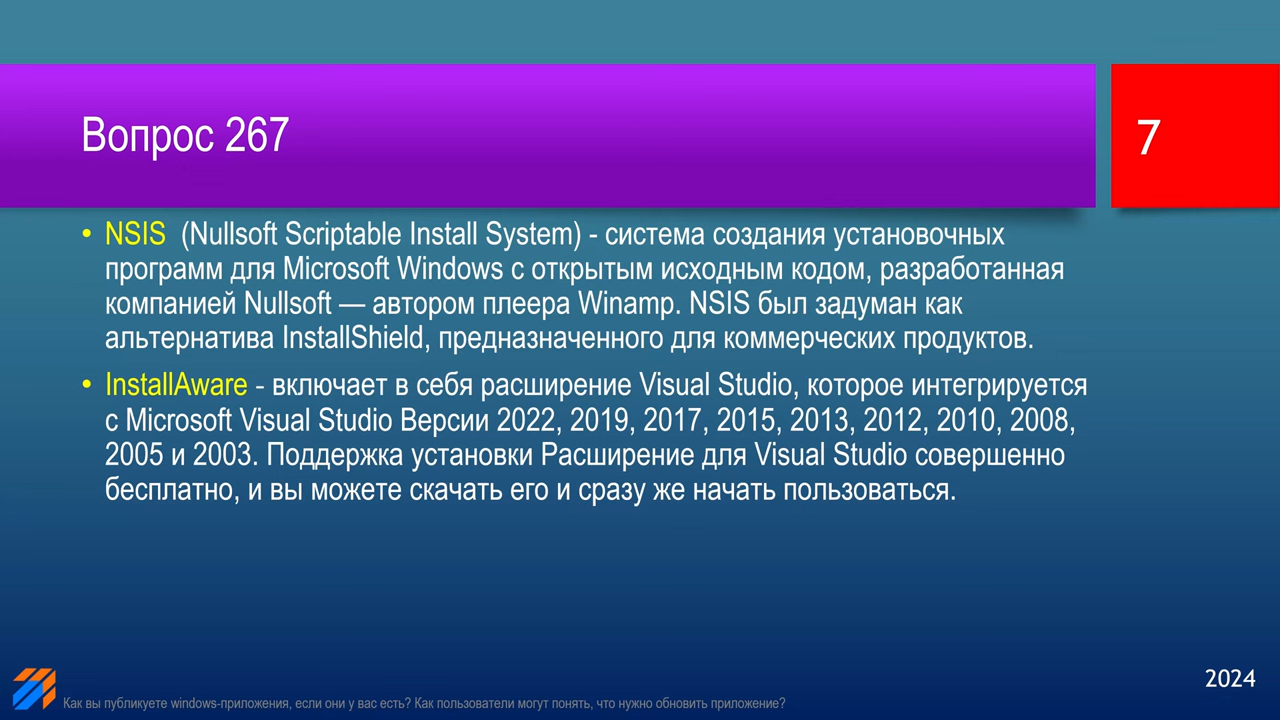 Вопрос 267
7
• NSIS (Nullsoft Scriptable Install System) - система создания установочных
программ для Microsoft Windows с открытым исходным кодом, разработанная
компанией Nullsoft — автором плеера Winamp. NSIS был задуман как
альтернатива InstallShield, предназначенного для коммерческих продуктов.
• InstallAware - включает в себя расширение Visual Studio, которое интегрируется
с Microsoft Visual Studio Версии 2022, 2019, 2017, 2015, 2013, 2012, 2010, 2008,
2005 и 2003. Поддержка установки Расширение для Visual Studio совершенно
бесплатно, и вы можете скачать его и сразу же начать пользоваться.
2024
Как вы публикуете windows-приложения, если они у вас есть? Как пользователи могут понять, что нужно обновить приложение?